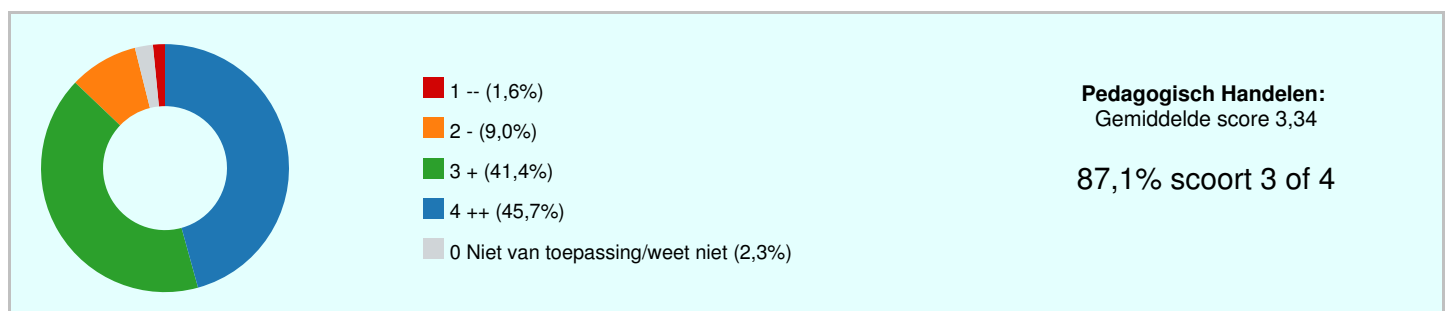 1 -- (1,6%)
2 - (9,0%)
3 + (41,4%)
4 ++ (45,7%)
0 Niet van toepassing/weet niet (2,3%)
Pedagogisch Handelen:
Gemiddelde score 3,34
87,1% scoort 3 of 4